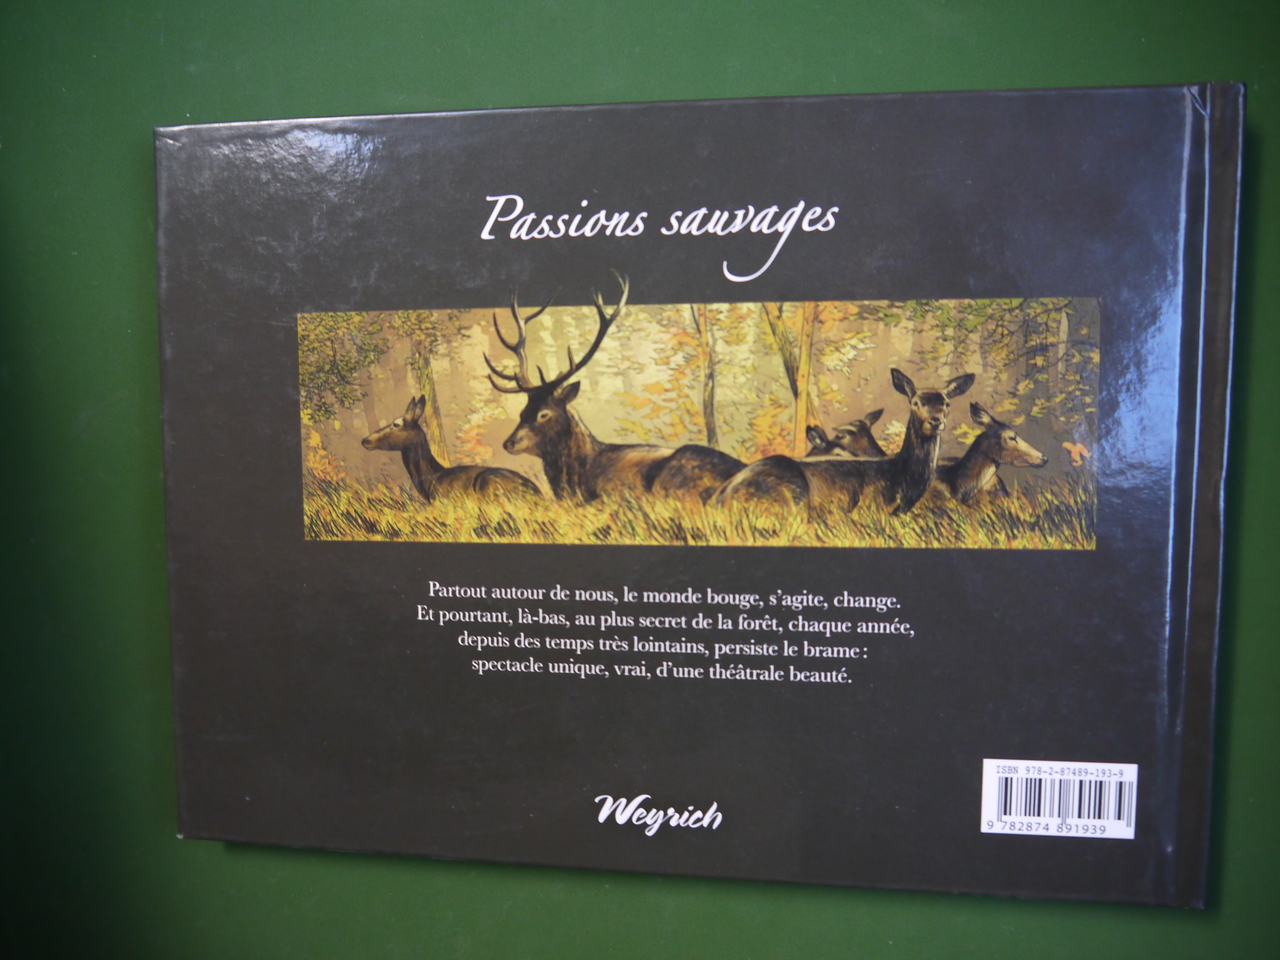 Passions sauvages
Partout autour de nous, le monde bouge, s’agite, change.
Et pourtant, là-bas, au plus secret de la forêt, chaque année,
depuis des temps très lointains, persiste le brame :
spectacle unique, vrai, d’une théâtrale beauté.
Weyrich
ISBN 978-2-87489-193-9
9 782874 891939